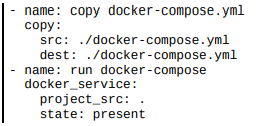 - name: copy docker-compose.yml
  copy:
    src: ./docker-compose.yml
    dest: ./docker-compose.yml
- name: run docker-compose
  docker_service:
    project_src: .
    state: present